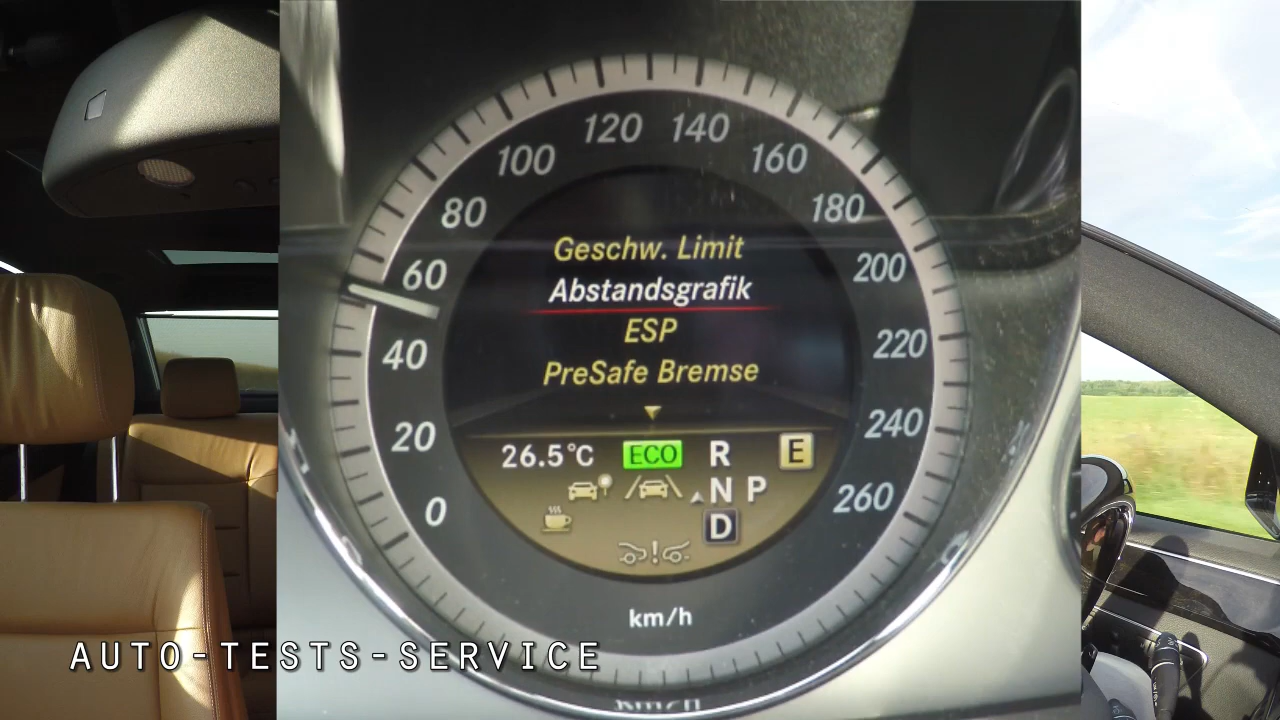 120 140
100 160
80 180
60 200
40 220
20 240
0 260
Geschw. Limit
Abstandsgrafik
ESP
PreSafe Bremse
26.5°C ECO R E
N P
D
km/h
AUTO-TESTS-SERVICE